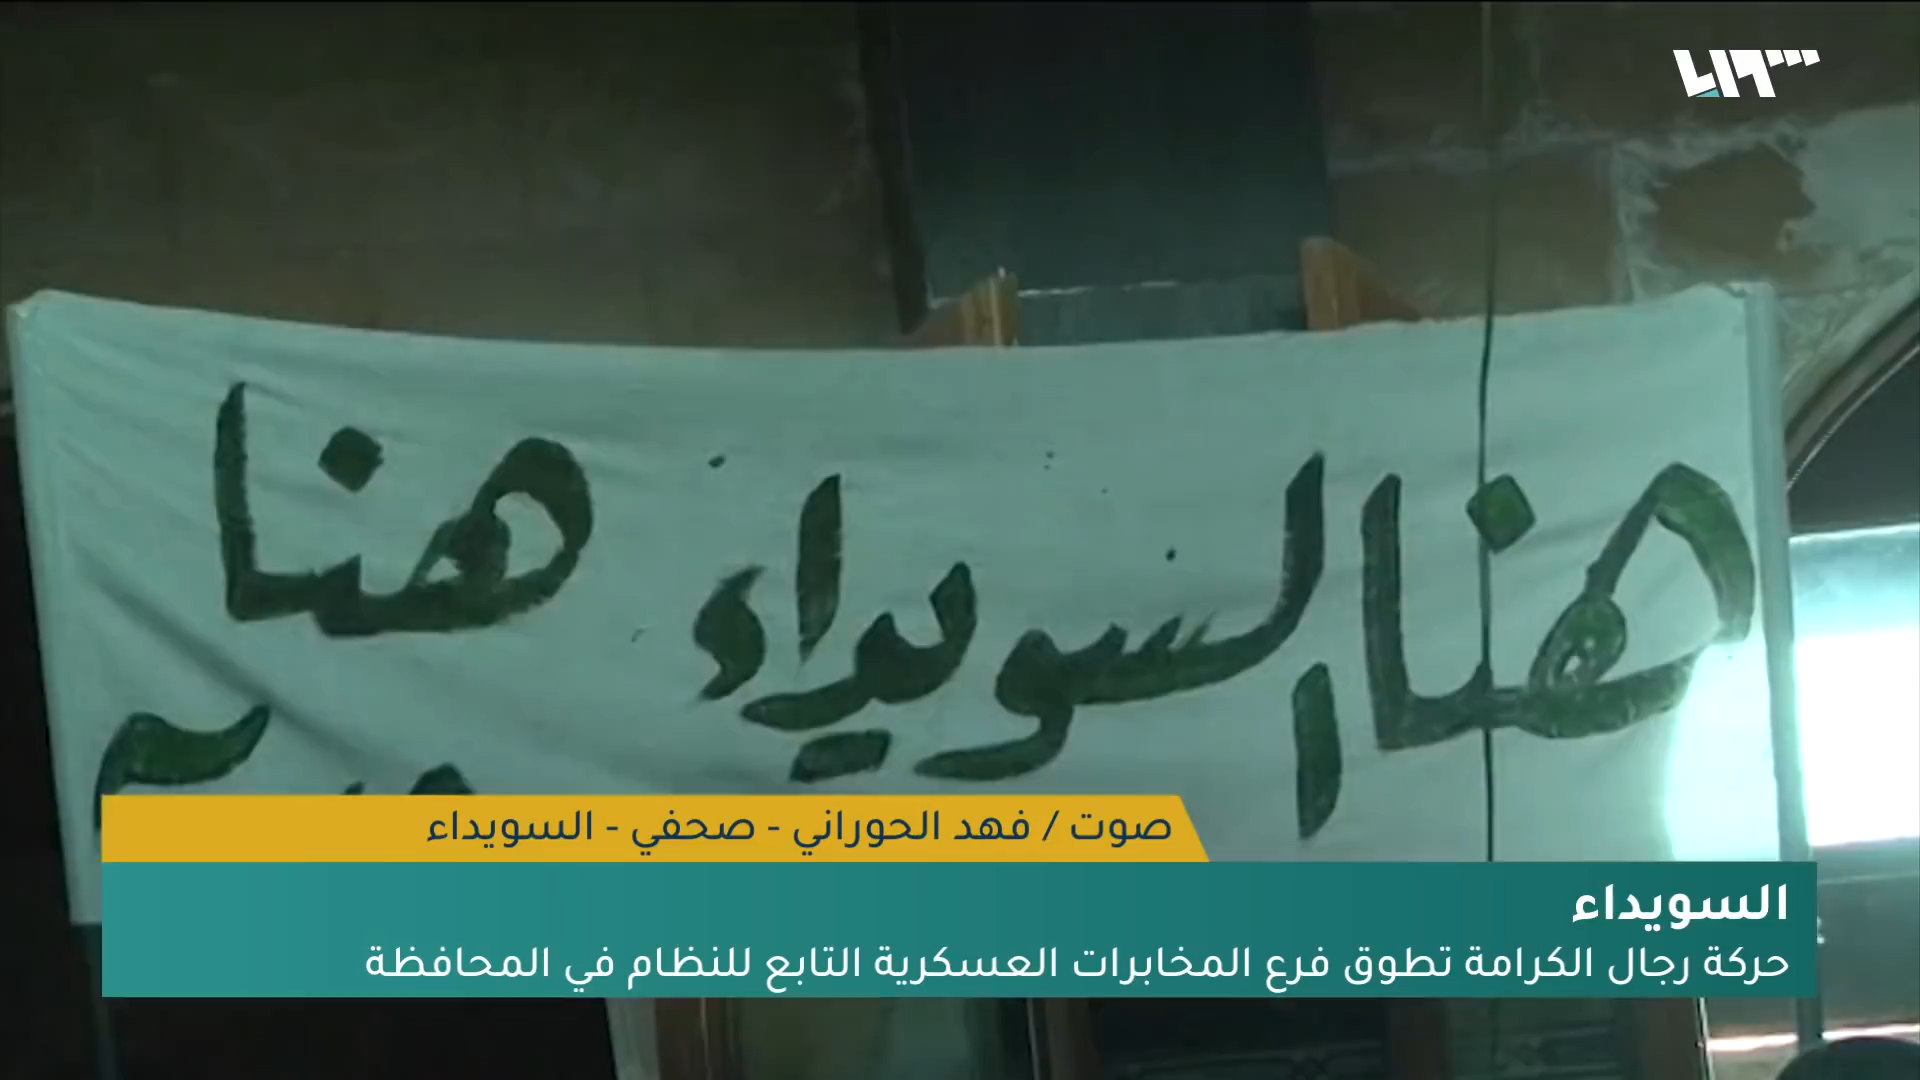 سوريا
هنا السويداء هنا
صوت / فهد الحوراني - صحفي - السويداء
السويداء
حركة رجال الكرامة تطوق فرع المخابرات العسكرية التابع للنظام في المحافظة